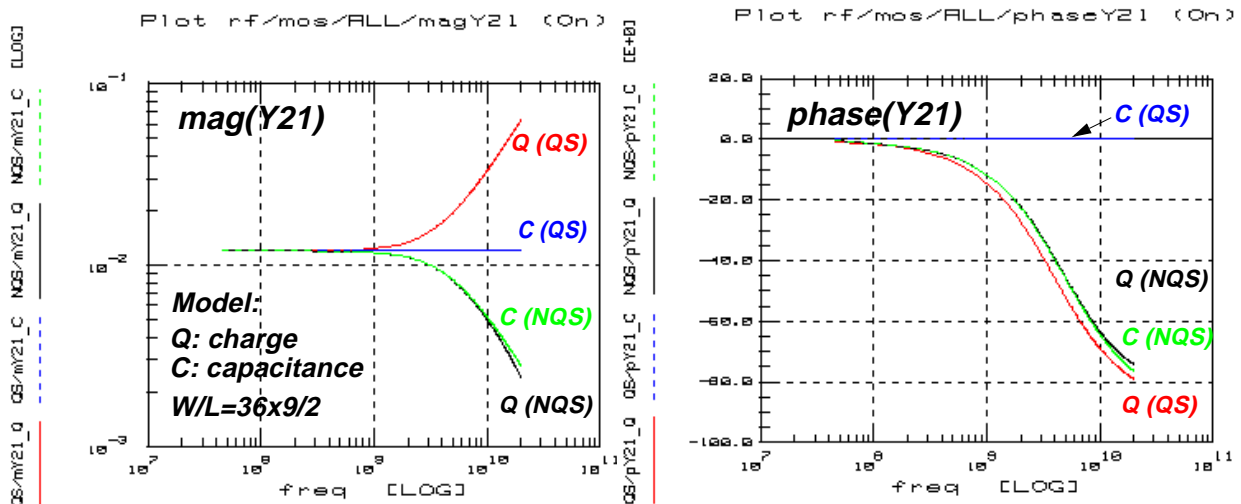 Plot rf/mos/ALL/magY21 (On)
[LOG]
NQS/mY21_C
NQS/mY21_Q
QS/mY21_C
QS/mY21_Q
10^-1
10^-2
10^-3
mag(Y21)
Q (QS)
C (QS)
C (NQS)
Q (NQS)
Model:
Q: charge
C: capacitance
W/L=36x9/2
10^7
10^8
10^9
10^10
10^11
freq [LOG]
Plot rf/mos/ALL/phaseY21 (On)
[E+0]
NQS/pY21_C
NQS/pY21_Q
QS/pY21_C
QS/pY21_Q
20.0
0.0
-20.0
-40.0
-60.0
-80.0
-100.0
phase(Y21)
C (QS)
Q (NQS)
C (NQS)
Q (QS)
10^7
10^8
10^9
10^10
10^11
freq [LOG]